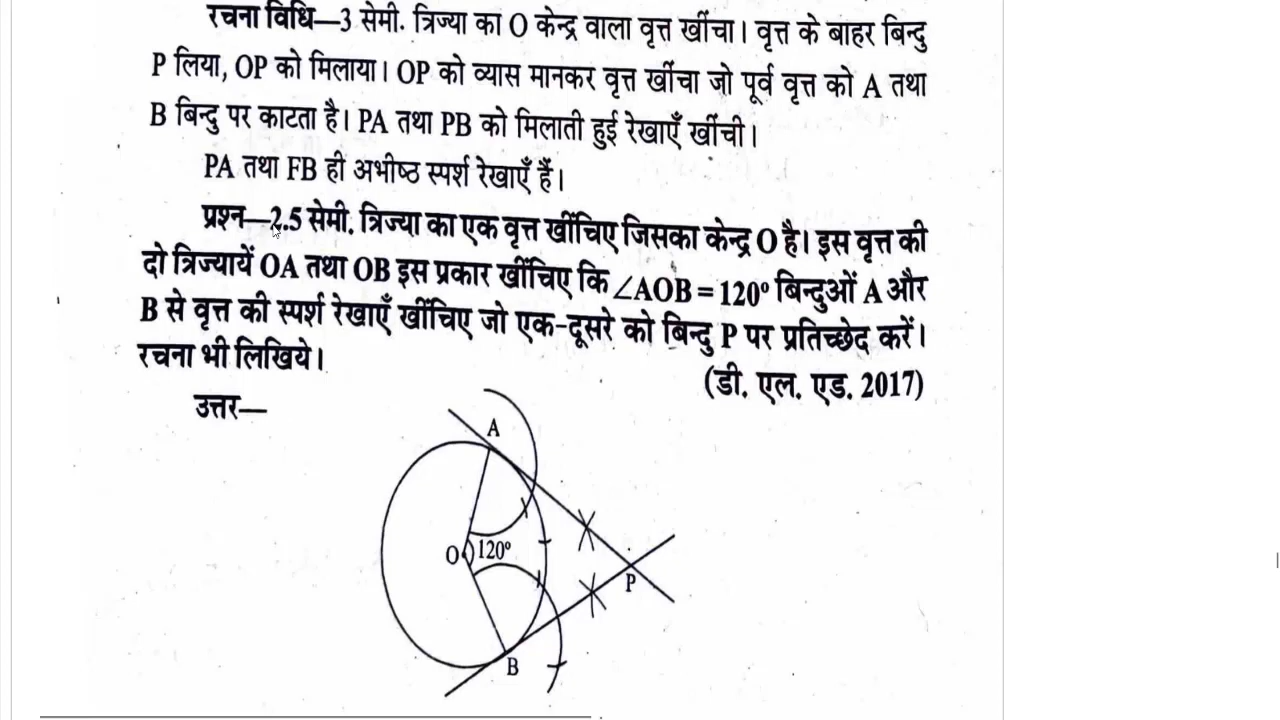 रचना विधि—3 सेमी. त्रिज्या का O केन्द्र वाला वृत्त खींचा। वृत्त के बाहर बिन्दु
P लिया, OP को मिलाया। OP को व्यास मानकर वृत्त खींचा जो पूर्व वृत्त को A तथा
B बिन्दु पर काटता है। PA तथा PB को मिलाती हुई रेखाएँ खींची।
PA तथा FB ही अभीष्ठ स्पर्श रेखाएँ हैं।
प्रश्न—2.5 सेमी. त्रिज्या का एक वृत्त खींचिए जिसका केन्द्र O है। इस वृत्त की
दो त्रिज्यायें OA तथा OB इस प्रकार खींचिए कि ∠AOB = 120° बिन्दुओं A और
B से वृत्त की स्पर्श रेखाएँ खींचिए जो एक-दूसरे को बिन्दु P पर प्रतिच्छेद करें।
रचना भी लिखिये।
(डी. एल. एड. 2017)
उत्तर—
A
O 120°
P
B